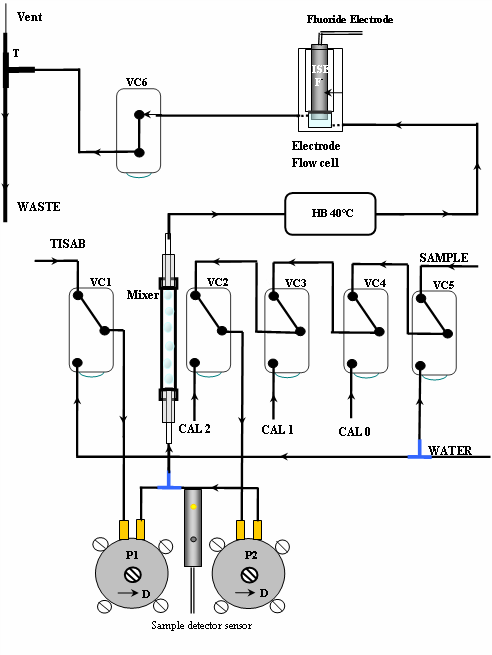 Vent
Fluoride Electrode
T
VC6
ISE
F-
Electrode
Flow cell
WASTE
HB 40°C
TISAB
SAMPLE
VC1
Mixer
VC2
VC3
VC4
VC5
CAL 2
CAL 1
CAL 0
WATER
P1
P2
D
D
Sample detector sensor